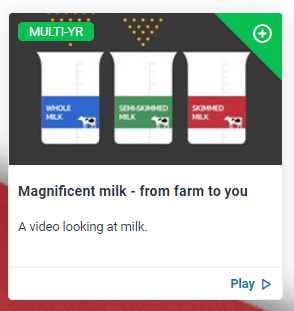 MULTI-YR
WHOLE
MILK
SEMI-SKIMMED
MILK
SKIMMED
MILK
Magnificent milk - from farm to you
A video looking at milk.
Play